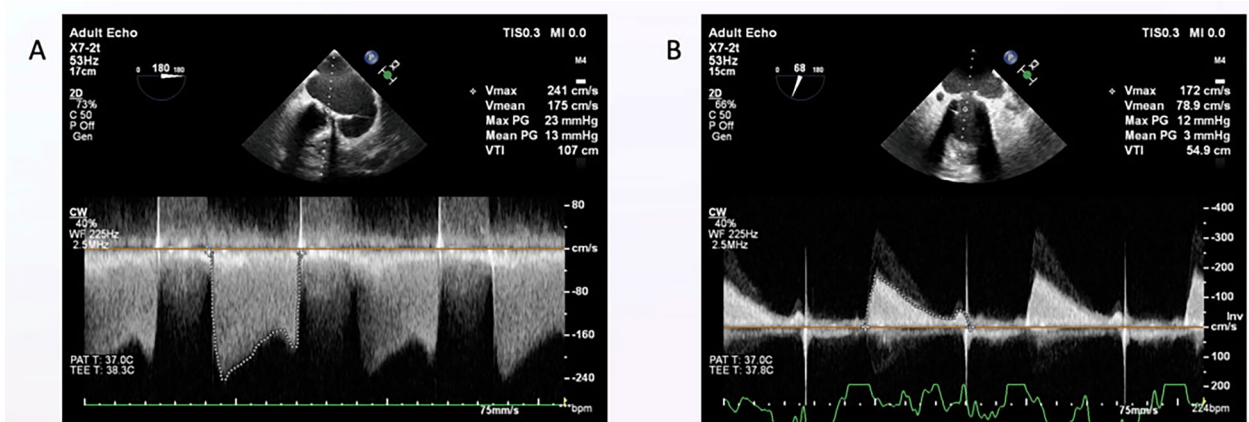 A
Adult Echo
X7-2t
53Hz
17cm
0 180 180
2D
73%
C 50
P Off
Gen
TIS0.3 MI 0.0
M4
Vmax 241 cm/s
Vmean 175 cm/s
Max PG 23 mmHg
Mean PG 13 mmHg
VTI 107 cm
CW
40%
WF 225Hz
2.5MHz
80
cm/s
-80
-160
-240
PAT T: 37.0C
TEE T: 38.3C
75mm/s
bpm
B
Adult Echo
X7-2t
53Hz
15cm
0 68 180
2D
66%
C 50
P Off
Gen
TIS0.3 MI 0.0
M4
Vmax 172 cm/s
Vmean 78.9 cm/s
Max PG 12 mmHg
Mean PG 3 mmHg
VTI 54.9 cm
CW
40%
WF 225Hz
2.5MHz
-400
-300
-200
-100
Inv
cm/s
100
200
PAT T: 37.0C
TEE T: 37.8C
75mm/s
224bpm